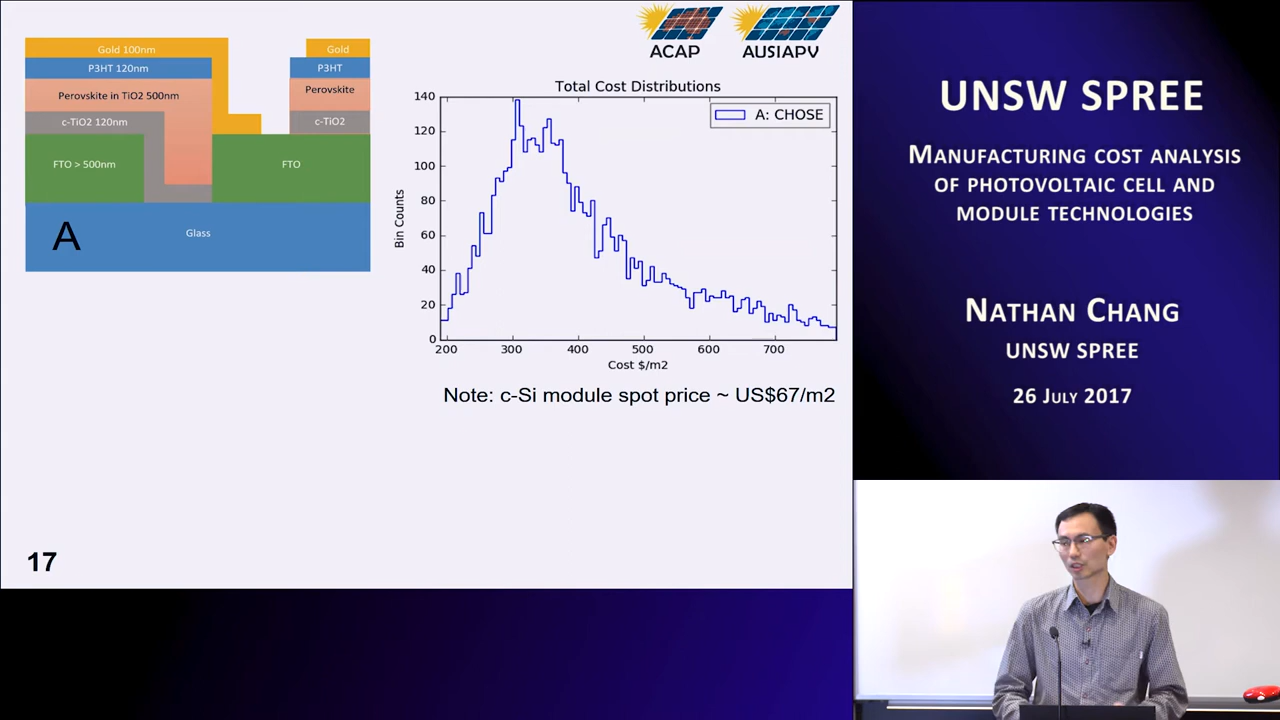 ACAP
AUSIAPV
Gold 100nm
Gold
P3HT 120nm
P3HT
Perovskite in TiO2 500nm
Perovskite
c-TiO2 120nm
c-TiO2
FTO > 500nm
FTO
A
Glass
Total Cost Distributions
A: CHOSE
Bin Counts
140
120
100
80
60
40
20
0
200 300 400 500 600 700
Cost $/m2
Note: c-Si module spot price ~ US$67/m2
17
UNSW SPREE
MANUFACTURING COST ANALYSIS
OF PHOTOVOLTAIC CELL AND
MODULE TECHNOLOGIES
NATHAN CHANG
UNSW SPREE
26 JULY 2017